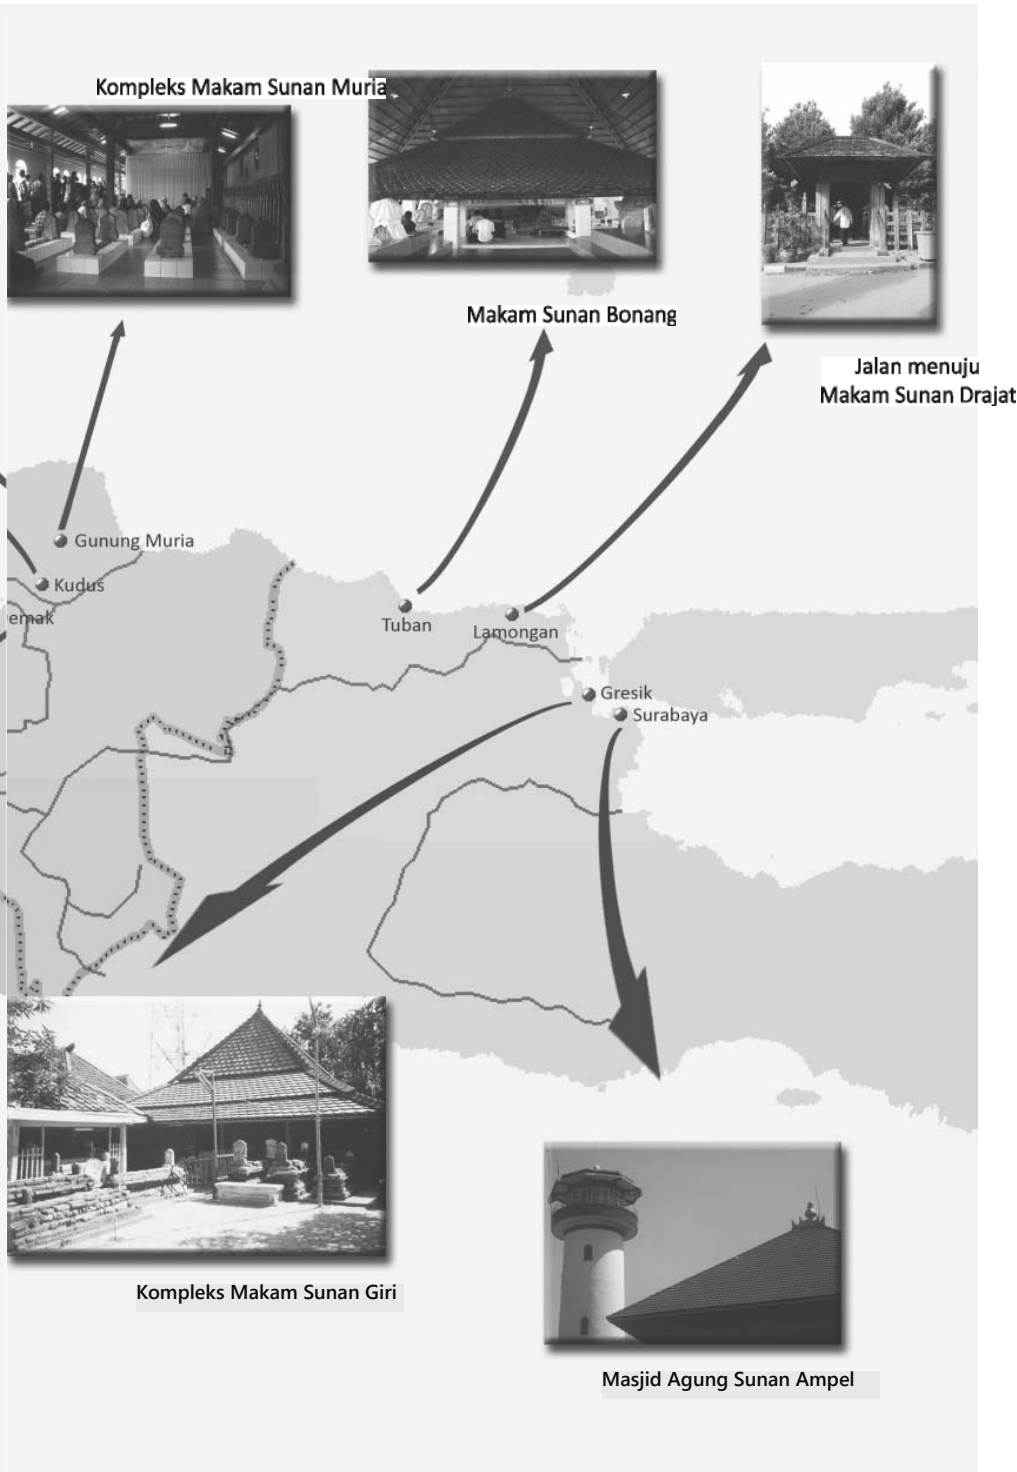 Kompleks Makam Sunan Muria
Makam Sunan Bonang
Jalan menuju
Makam Sunan Drajat
Gunung Muria
Kudus
emak
Tuban
Lamongan
Gresik
Surabaya
Kompleks Makam Sunan Giri
Masjid Agung Sunan Ampel